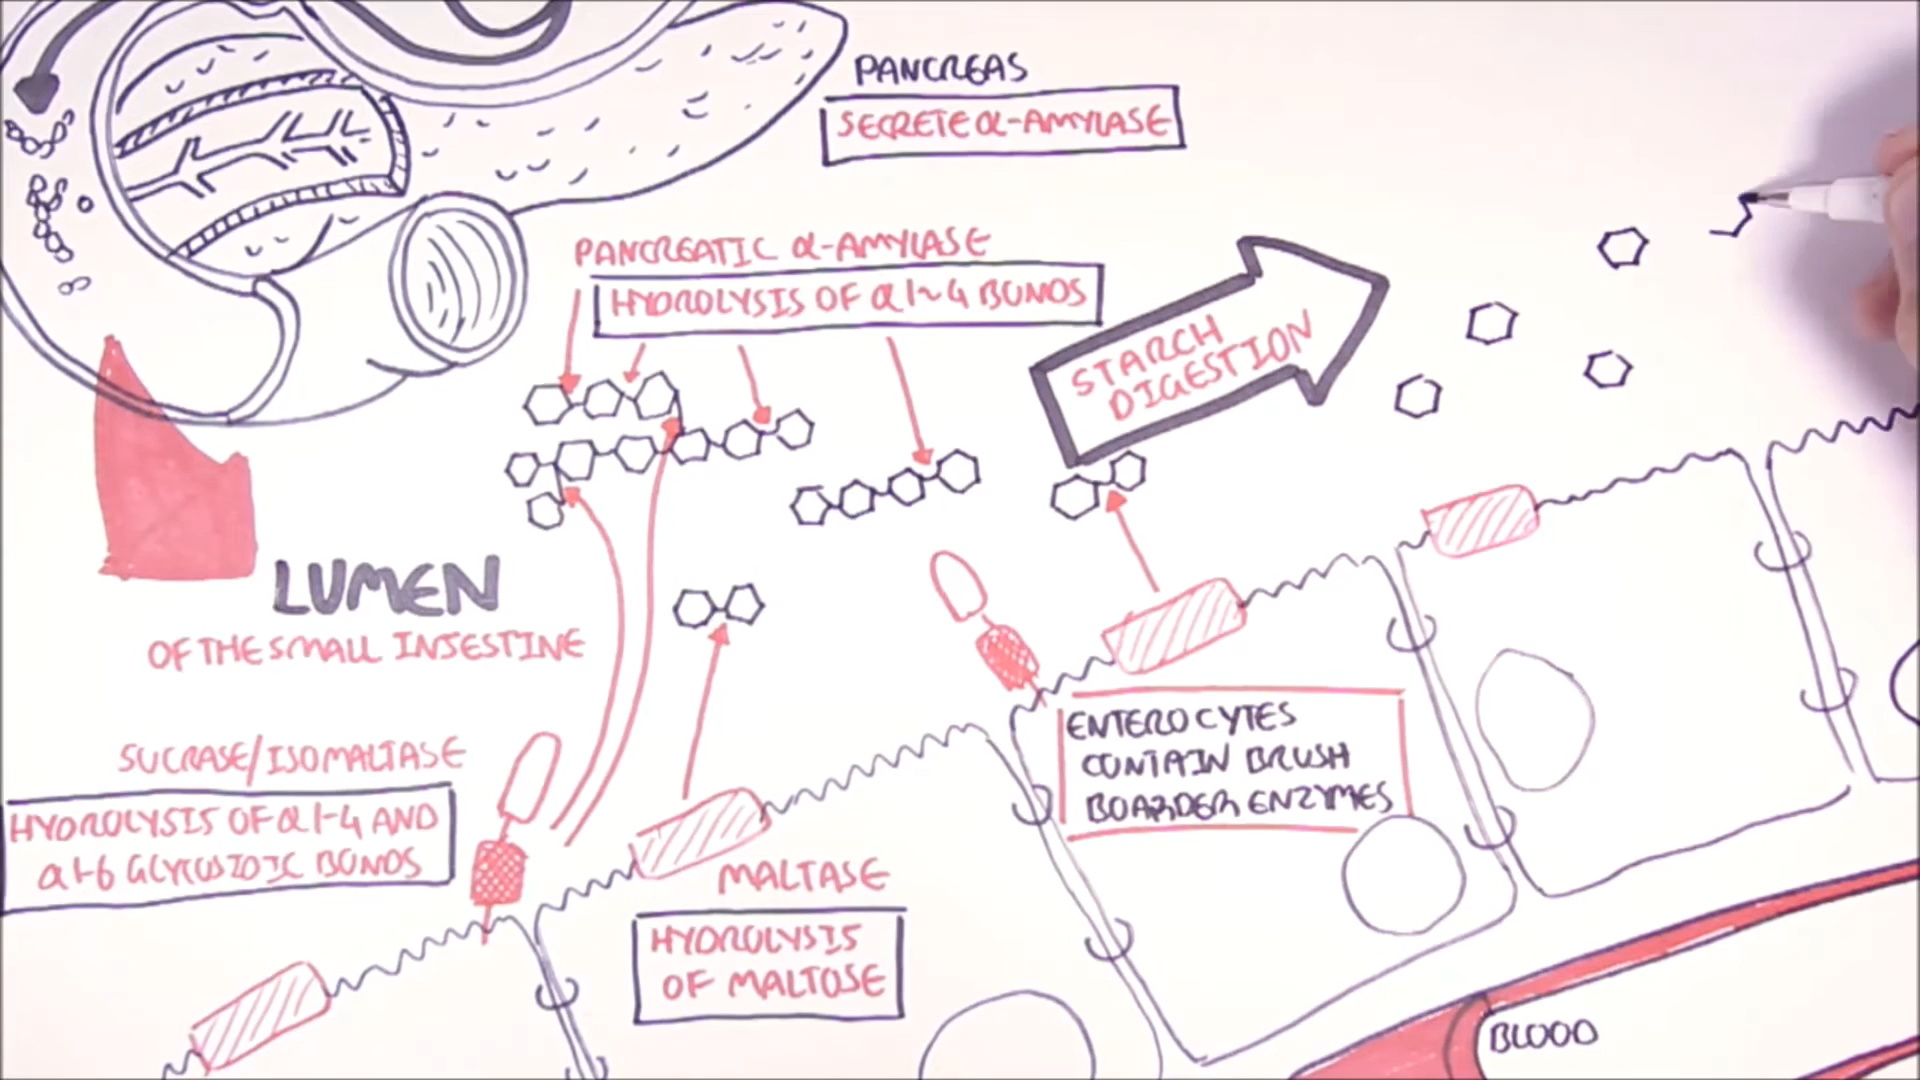 PANCREAS
SECRETE α-AMYLASE
PANCREATIC α-AMYLASE
HYDROLYSIS OF α1~4 BONDS
STARCH
DIGESTION
LUMEN
OF THE SMALL INTESTINE
SUCRASE/ISOMALTASE
HYDROLYSIS OF α1-4 AND
α1-6 GLYCOSIDIC BONDS
MALTASE
HYDROLYSIS
OF MALTOSE
ENTEROCYTES
CONTAIN BRUSH
BOARDER ENZYMES
BLOOD